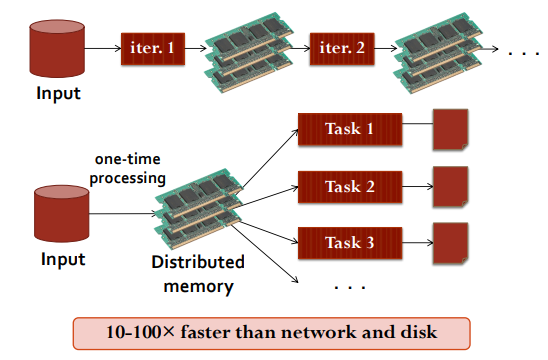 iter. 1
iter. 2
. . .
Input
one-time
processing
Task 1
Task 2
Task 3
Input
Distributed
memory
. . .
10-100× faster than network and disk